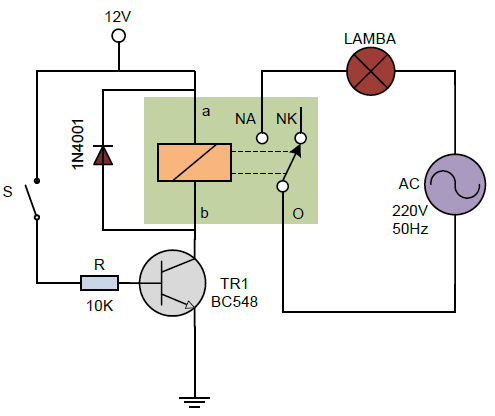 12V
LAMBA
a
NA
NK
1N4001
S
AC
220V
50Hz
b
O
R
10K
TR1
BC548